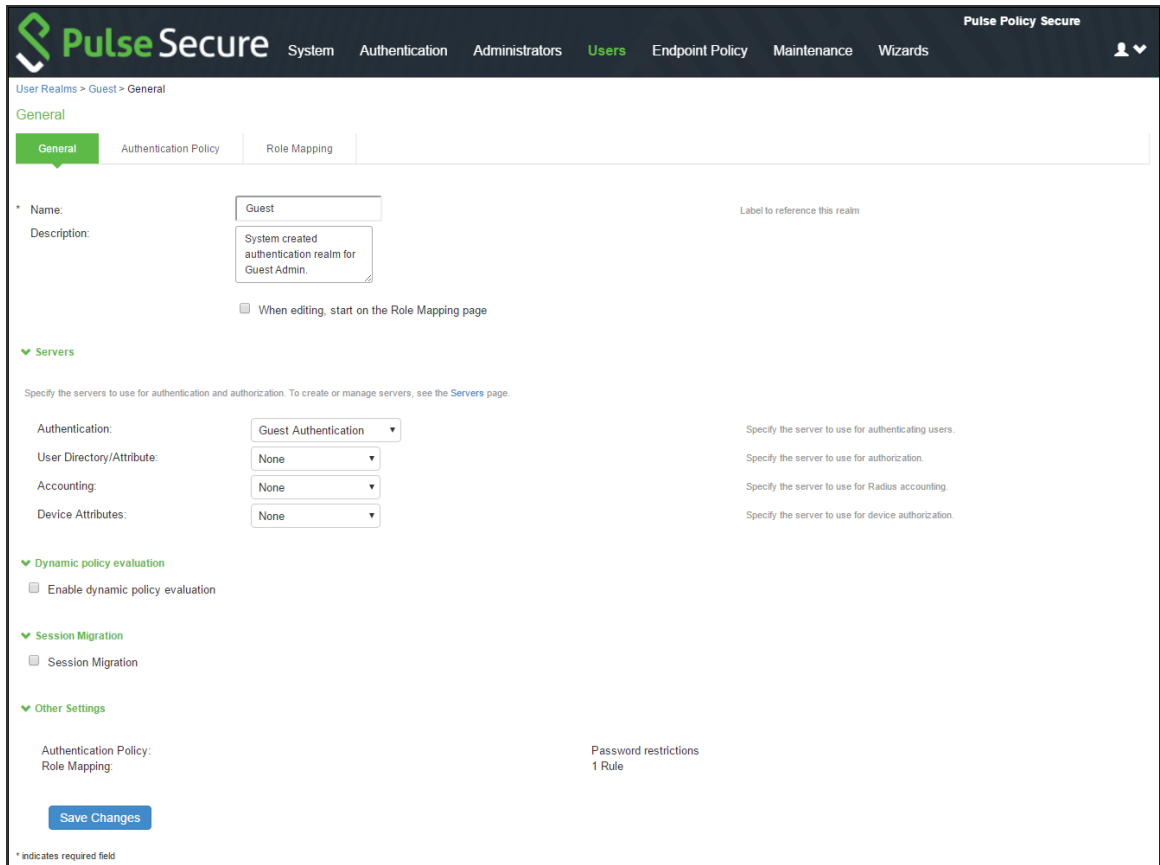 Pulse Policy Secure
Pulse Secure System Authentication Administrators Users Endpoint Policy Maintenance Wizards
User Realms > Guest > General
General
General Authentication Policy Role Mapping
* Name: Guest Label to reference this realm
Description: System created
authentication realm for
Guest Admin.
When editing, start on the Role Mapping page
Servers
Specify the servers to use for authentication and authorization. To create or manage servers, see the Servers page.
Authentication: Guest Authentication Specify the server to use for authenticating users.
User Directory/Attribute: None Specify the server to use for authorization.
Accounting: None Specify the server to use for Radius accounting.
Device Attributes: None Specify the server to use for device authorization.
Dynamic policy evaluation
Enable dynamic policy evaluation
Session Migration
Session Migration
Other Settings
Authentication Policy: Password restrictions
Role Mapping: 1 Rule
Save Changes
* indicates required field